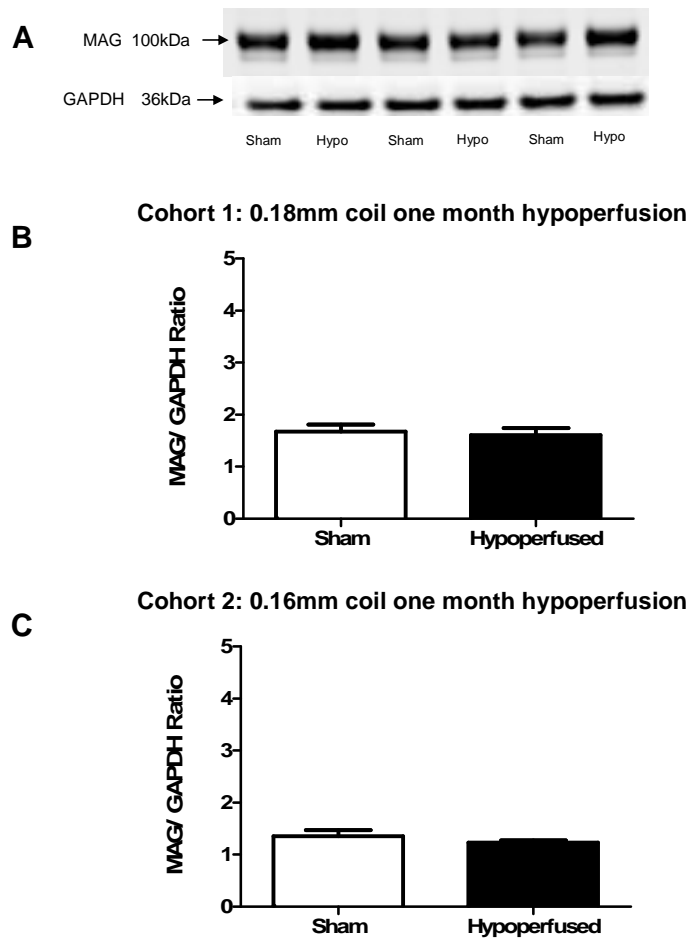 A
MAG 100kDa
GAPDH 36kDa
Sham Hypo Sham Hypo Sham Hypo
Cohort 1: 0.18mm coil one month hypoperfusion
B
5
4
3
2
1
0
MAG/ GAPDH Ratio
Sham Hypoperfused
Cohort 2: 0.16mm coil one month hypoperfusion
C
5
4
3
2
1
0
MAG/ GAPDH Ratio
Sham Hypoperfused